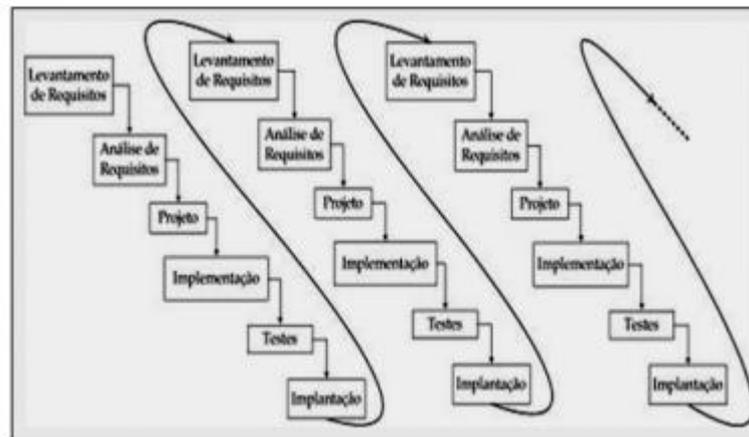 Levantamento
de Requisitos
Análise de
Requisitos
Projeto
Implementação
Testes
Implantação
Levantamento
de Requisitos
Análise de
Requisitos
Projeto
Implementação
Testes
Implantação
Levantamento
de Requisitos
Análise de
Requisitos
Projeto
Implementação
Testes
Implantação